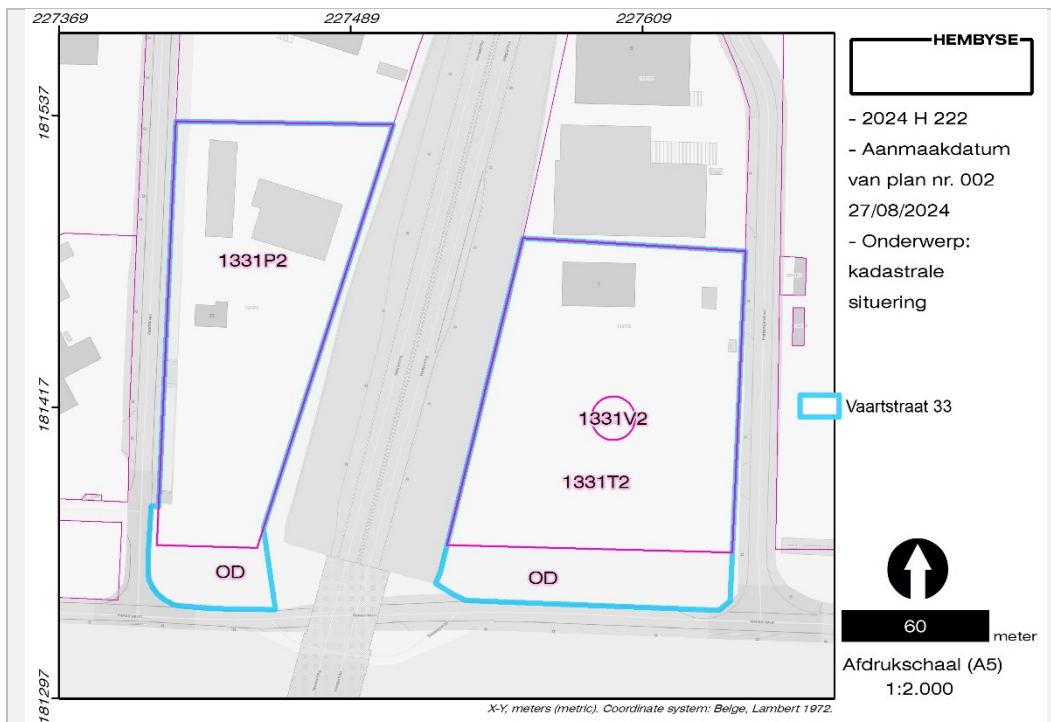 227369
227489
227609
181537
181417
181297
HEMBYSE
- 2024 H 222
- Aanmaakdatum
van plan nr. 002
27/08/2024
- Onderwerp:
kadastrale
situering
1331P2
1331V2
1331T2
OD
OD
Vaartstraat 33
60
meter
Afdrukschaal (A5)
1:2.000
X-Y, meters (metric). Coordinate system: Belge, Lambert 1972.